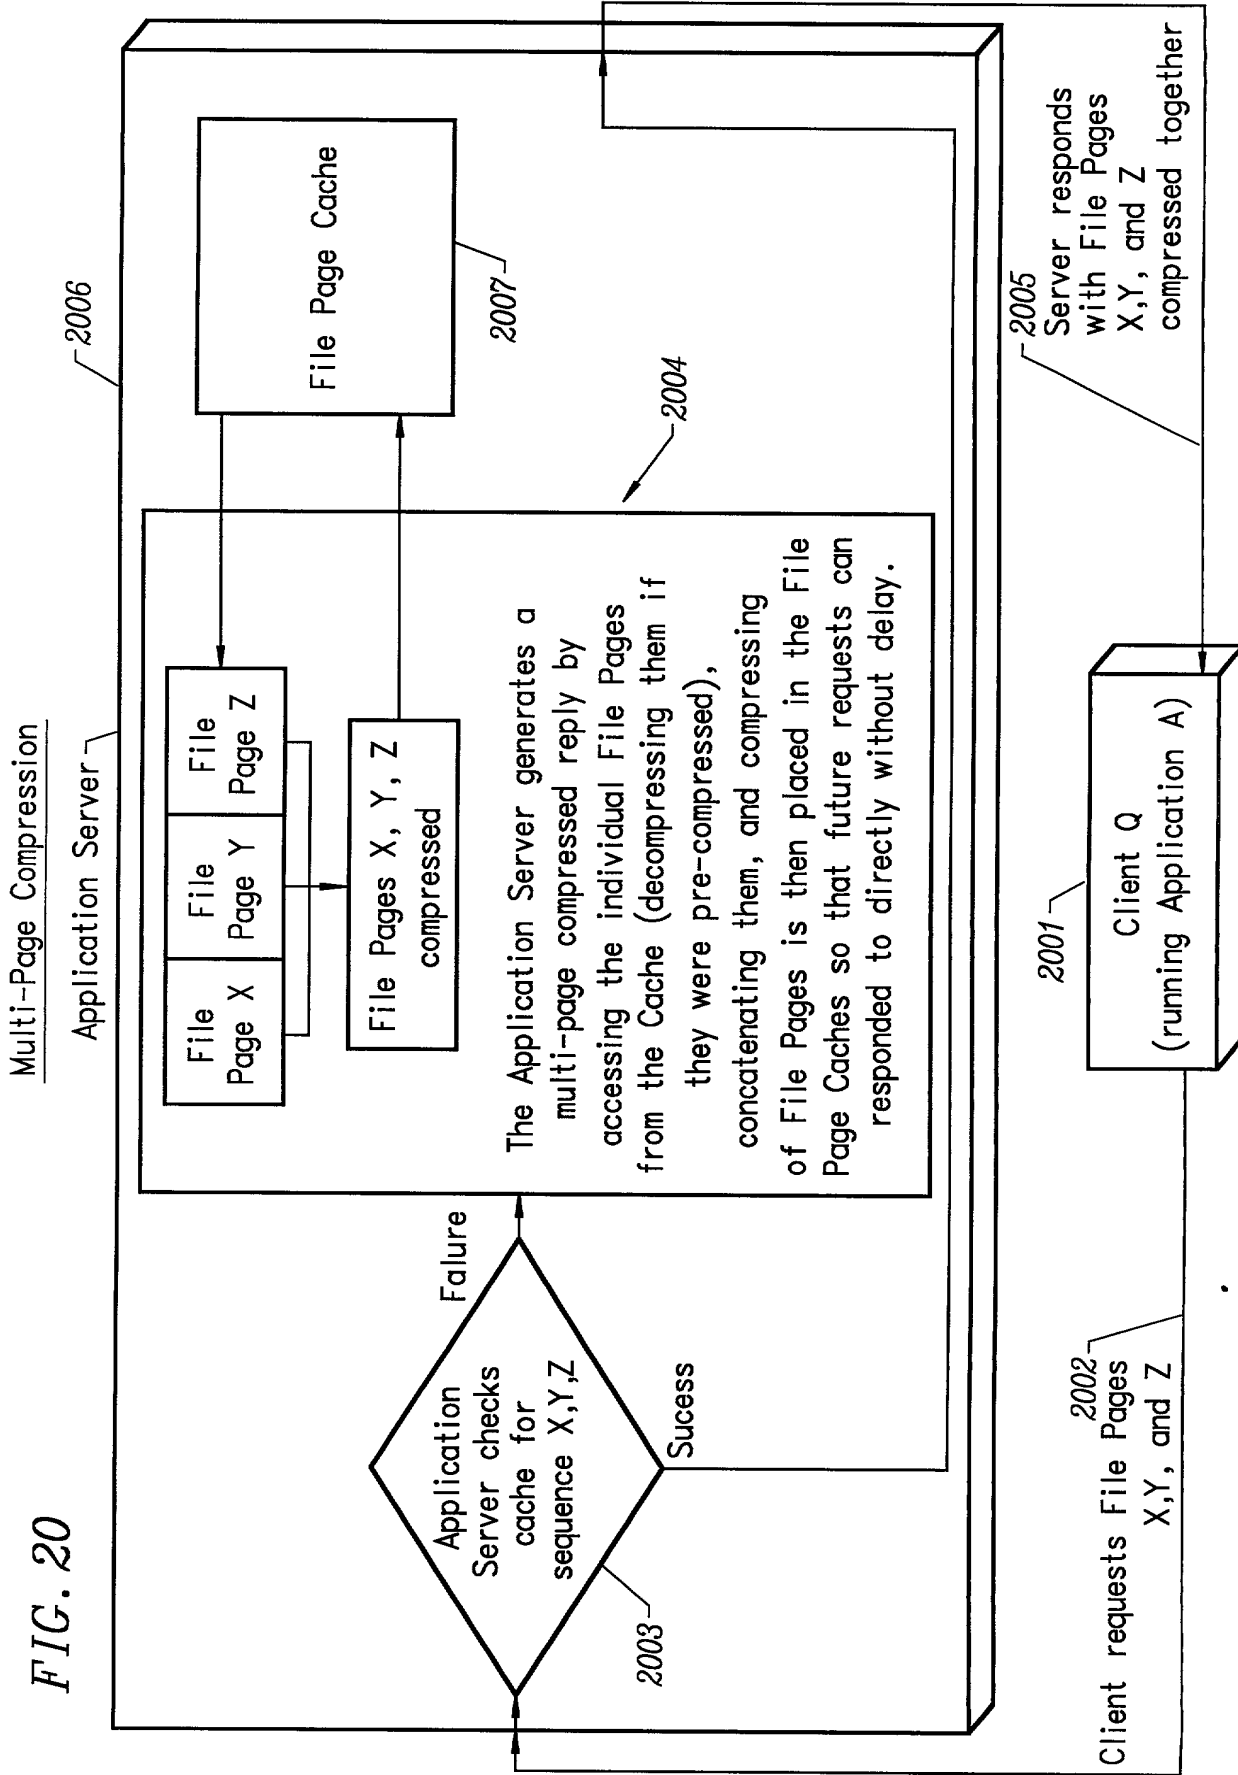 FIG. 20
Multi-Page Compression
Application Server
2006
File
Page X
File
Page Y
File
Page Z
File Pages X, Y, Z
compressed
File Page Cache
2007
Application
Server checks
cache for
sequence X,Y,Z
2003
Falure
Sucess
The Application Server generates a
multi-page compressed reply by
accessing the individual File Pages
from the Cache (decompressing them if
they were pre-compressed),
concatenating them, and compressing
of File Pages is then placed in the File
Page Caches so that future requests can
responded to directly without delay.
2004
2002
Client requests File Pages
X,Y, and Z
2001
Client Q
(running Application A)
2005
Server responds
with File Pages
X,Y, and Z
compressed together